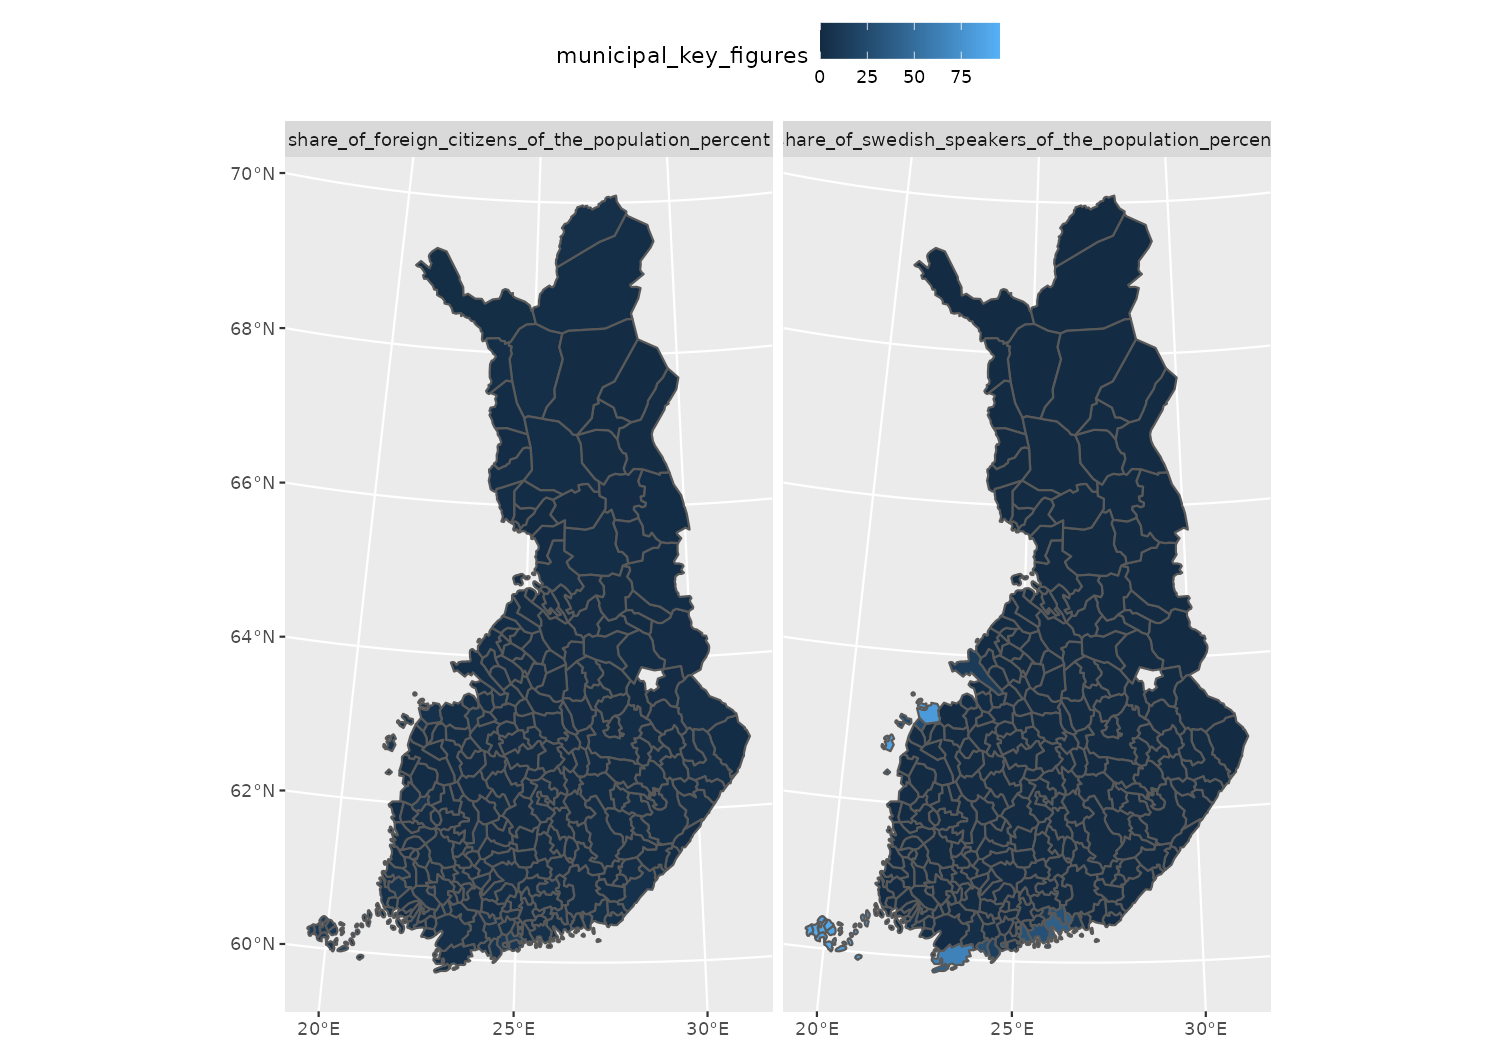 municipal_key_figures
0 25 50 75
share_of_foreign_citizens_of_the_population_percent
hare_of_swedish_speakers_of_the_population_percen
70°N
68°N
66°N
64°N
62°N
60°N
20°E 25°E 30°E
20°E 25°E 30°E